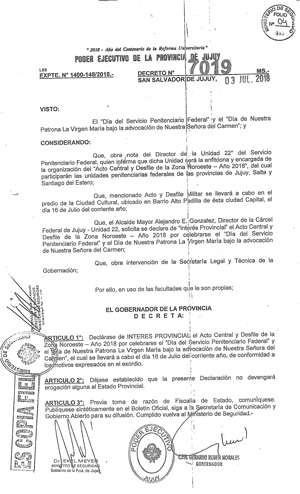 MINISTERIO DE SEGURIDAD
FOLIO
Nº 04
"2018 - Año del Centenario de la Reforma Universitaria"
PODER EJECUTIVO DE LA PROVINCIA DE JUJUY
EXPTE. Nº 1400-148/2018.-
DECRETO Nº 7019
SAN SALVADOR DE JUJUY, 03 JUL. 2018
VISTO:
El "Día del Servicio Penitenciario Federal" y el "Día de Nuestra
Patrona La Virgen María bajo la advocación de Nuestra Señora del Carmen"; y
CONSIDERANDO:
Que, obra nota del Director de la Unidad 22° del Servicio
Penitenciario Federal, quien informa que dicha Unidad será la anfitriona y encargada de
la organización del "Acto Central y Desfile de la Zona Noroeste - Año 2018", del cual
participarán las unidades penitenciarias federales de las provincias de Jujuy, Salta y
Santiago del Estero;
Que, mencionado Acto y Desfile Militar se llevará a cabo en el
predio de la Ciudad Cultural, ubicado en Barrio Alto Padilla de ésta ciudad Capital, el
día 16 de Julio del corriente año;
Que, el Alcaide Mayor Alejandro E. Gonzalez, Director de la Cárcel
Federal de Jujuy - Unidad 22, solicita se declare de "Interés Provincial" el Acto Central y
Desfile de la Zona Noroeste - Año 2018 por celebrarse el "Día del Servicio
Penitenciario Federal" y el Día de Nuestra Patrona La Virgen María bajo la advocación
de Nuestra Señora del Carmen";
Que, obra intervención de la Secretaria Legal y Técnica de la
Gobernación;
Por ello, en uso de las facultades que le son propias;
EL GOBERNADOR DE LA PROVINCIA
D E C R E T A:
ARTICULO 1°: Declárase de INTERES PROVINCIAL el Acto Central y Desfile de la
Zona Noroeste - Año 2018 por celebrarse el "Día del Servicio Penitenciario Federal" y
el "Día de Nuestra Patrona La Virgen María bajo la advocación de Nuestra Señora del
Carmen", el cual se llevará a cabo el día 16 de Julio del corriente año, de conformidad a
los motivos expresados en el exordio.
ARTICULO 2°: Déjase establecido que la presente Declaración no devengará
erogación alguna al Estado Provincial.
ARTICULO 3°: Previa toma de razón de Fiscalía de Estado, comuníquese.
Publíquese sintéticamente en el Boletín Oficial, siga a la Secretaría de Comunicación y
Gobierno Abierto para su difusión. Cumplido vuelva al Ministerio de Seguridad.-
ES COPIA FIEL
Dr. EKEL MEYER
MINISTRO DE SEGURIDAD
Gobierno de la Pcia. de Jujuy
PODER EJECUTIVO
JUJUY
C.P.N. GERARDO RUBEN MORALES
GOBERNADOR